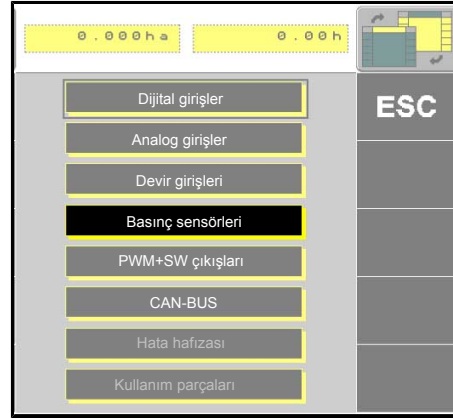 0.000ha 0.00h
ESC
Dijital girişler
Analog girişler
Devir girişleri
Basınç sensörleri
PWM+SW çıkışları
CAN-BUS
Hata hafızası
Kullanım parçaları